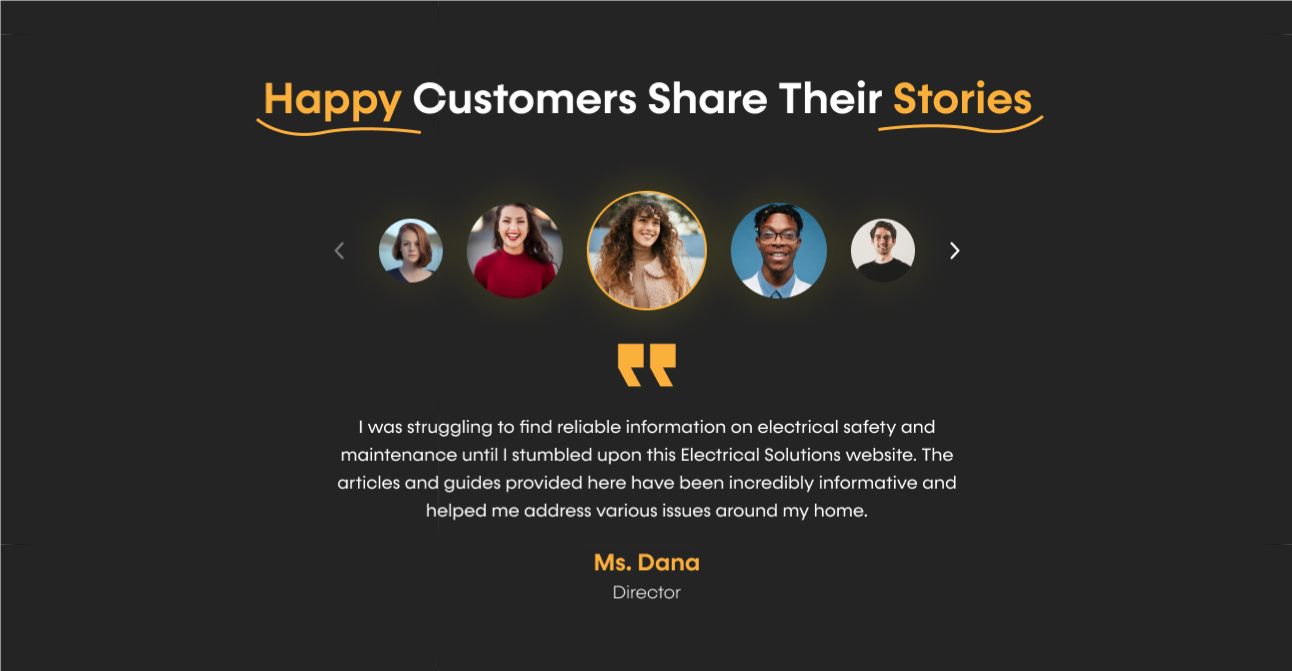 Happy Customers Share Their Stories
I was struggling to find reliable information on electrical safety and
maintenance until I stumbled upon this Electrical Solutions website. The
articles and guides provided here have been incredibly informative and
helped me address various issues around my home.
Ms. Dana
Director